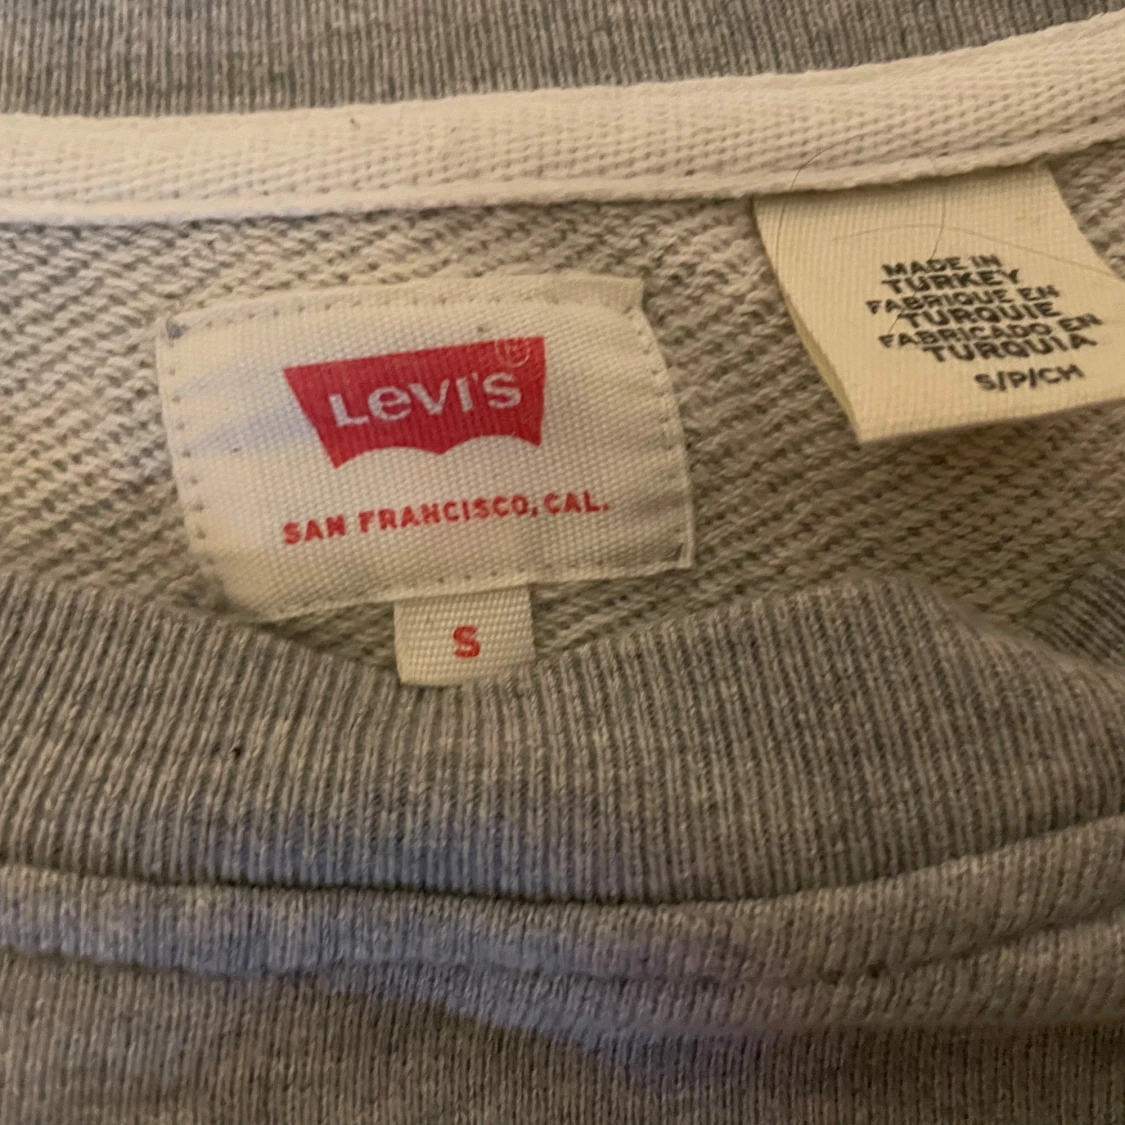 LEVI'S
®
SAN FRANCISCO, CAL.
S
MADE IN
TURKEY
FABRIQUE EN
TURQUIE
FABRICADO EN
TURQUIA
S/P/CH